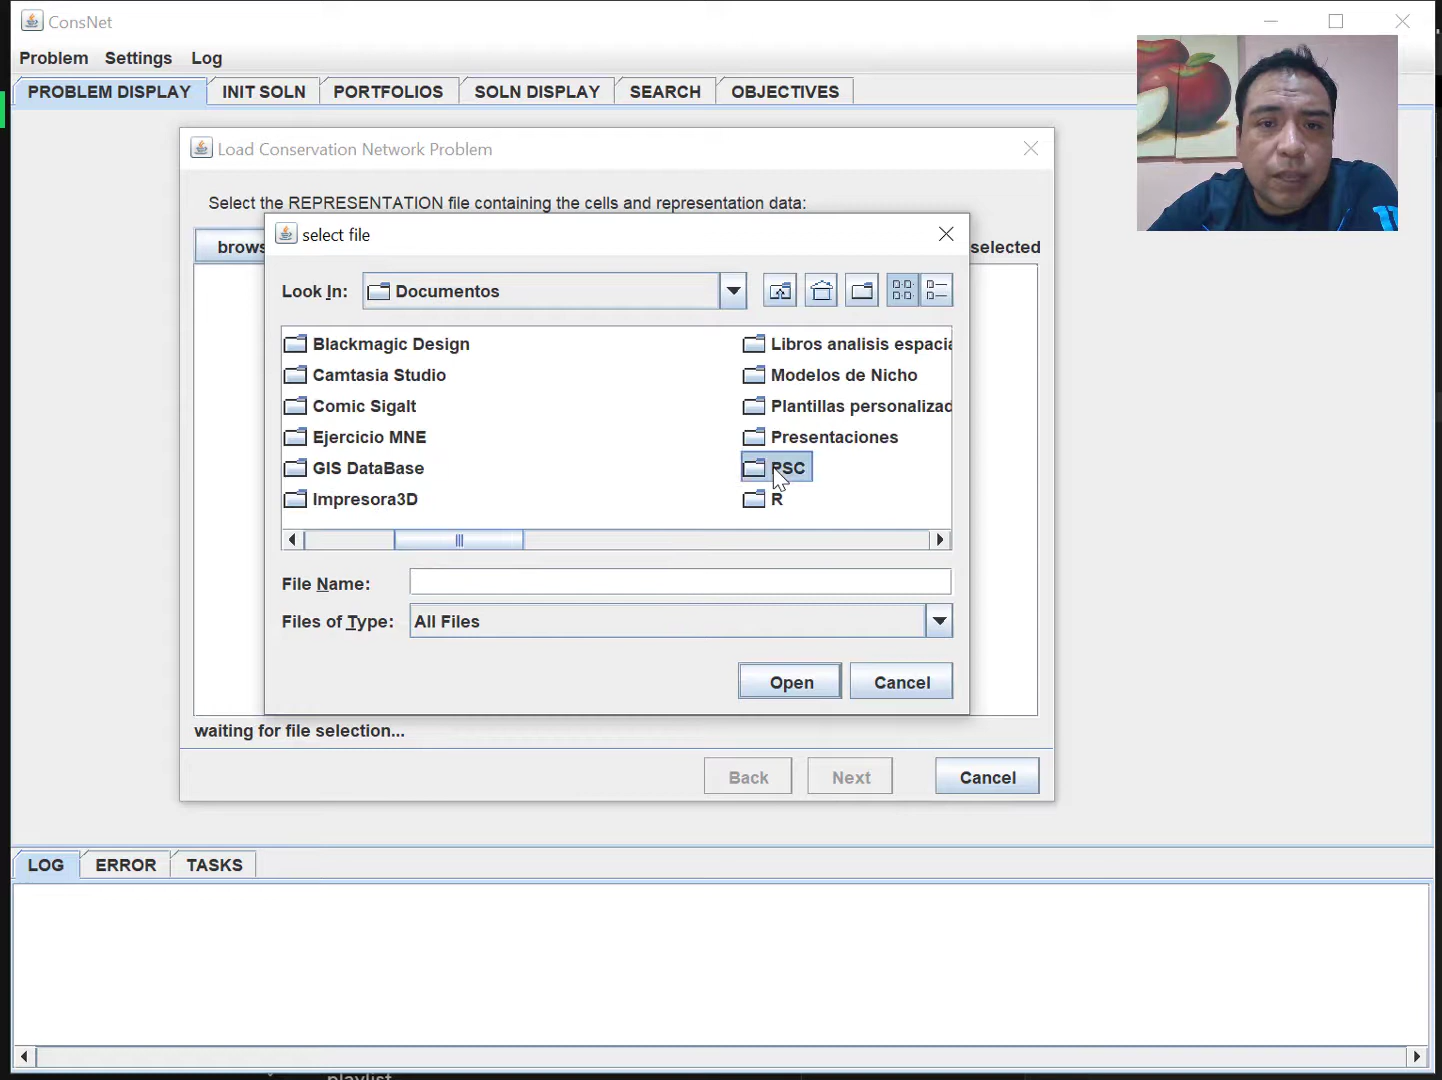 ConsNet
Problem Settings Log
PROBLEM DISPLAY INIT SOLN PORTFOLIOS SOLN DISPLAY SEARCH OBJECTIVES
Load Conservation Network Problem
Select the REPRESENTATION file containing the cells and representation data:
brows selected
select file
Look In: Documentos
Blackmagic Design Libros analisis espacia
Camtasia Studio Modelos de Nicho
Comic Sigalt Plantillas personalizad
Ejercicio MNE Presentaciones
GIS DataBase PSC
Impresora3D R
File Name:
Files of Type: All Files
Open Cancel
waiting for file selection...
Back Next Cancel
LOG ERROR TASKS
playlist